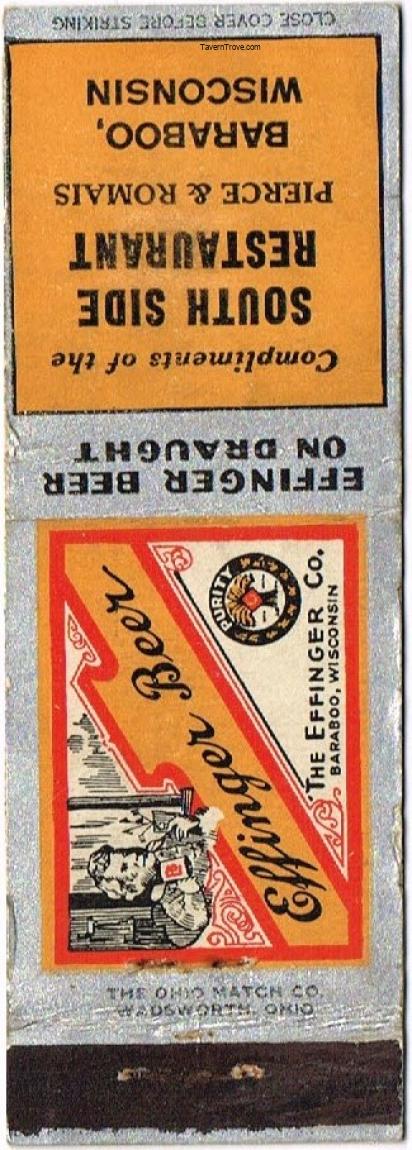 CLOSE COVER BEFORE STRIKING
TavernTrove.com
Compliments of the
SOUTH SIDE
RESTAURANT
PIERCE & ROMAIS
BARABOO,
WISCONSIN
EFFINGER BEER
ON DRAUGHT
Effinger Beer
PURITY
THE EFFINGER CO.
BARABOO, WISCONSIN
THE OHIO MATCH CO.
WADSWORTH, OHIO